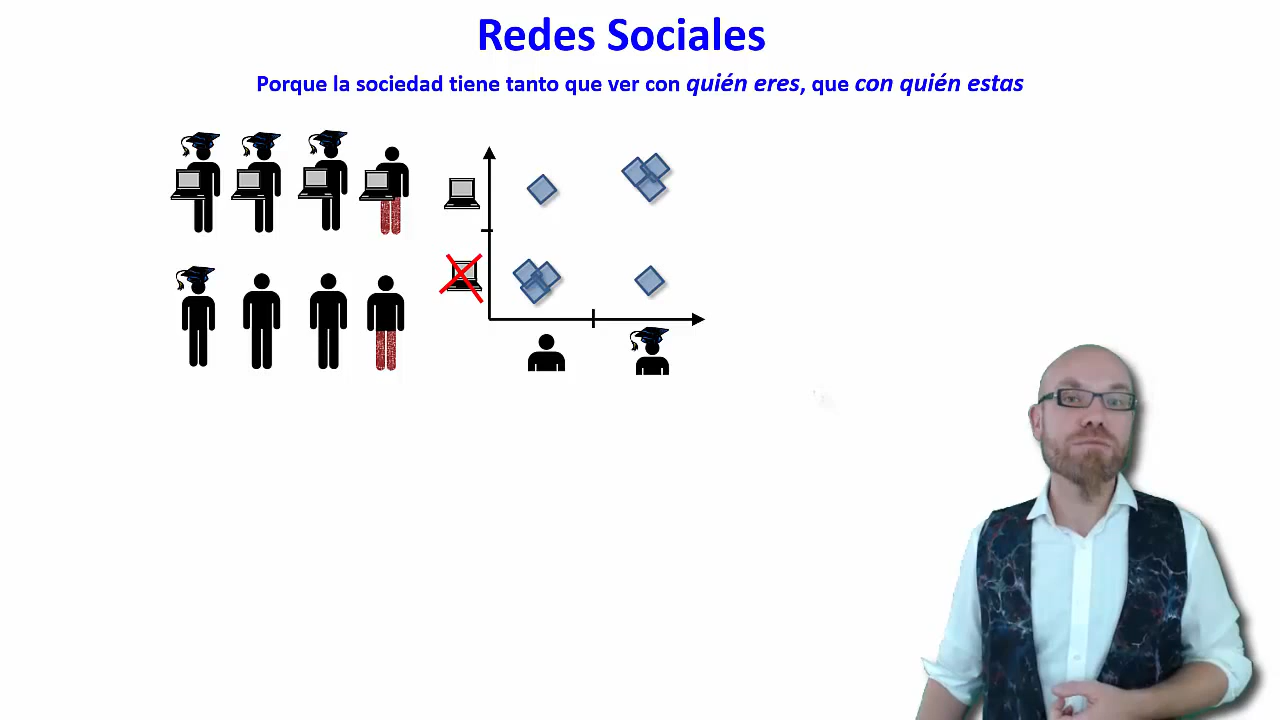 Redes Sociales
Porque la sociedad tiene tanto que ver con quién eres, que con quién estas